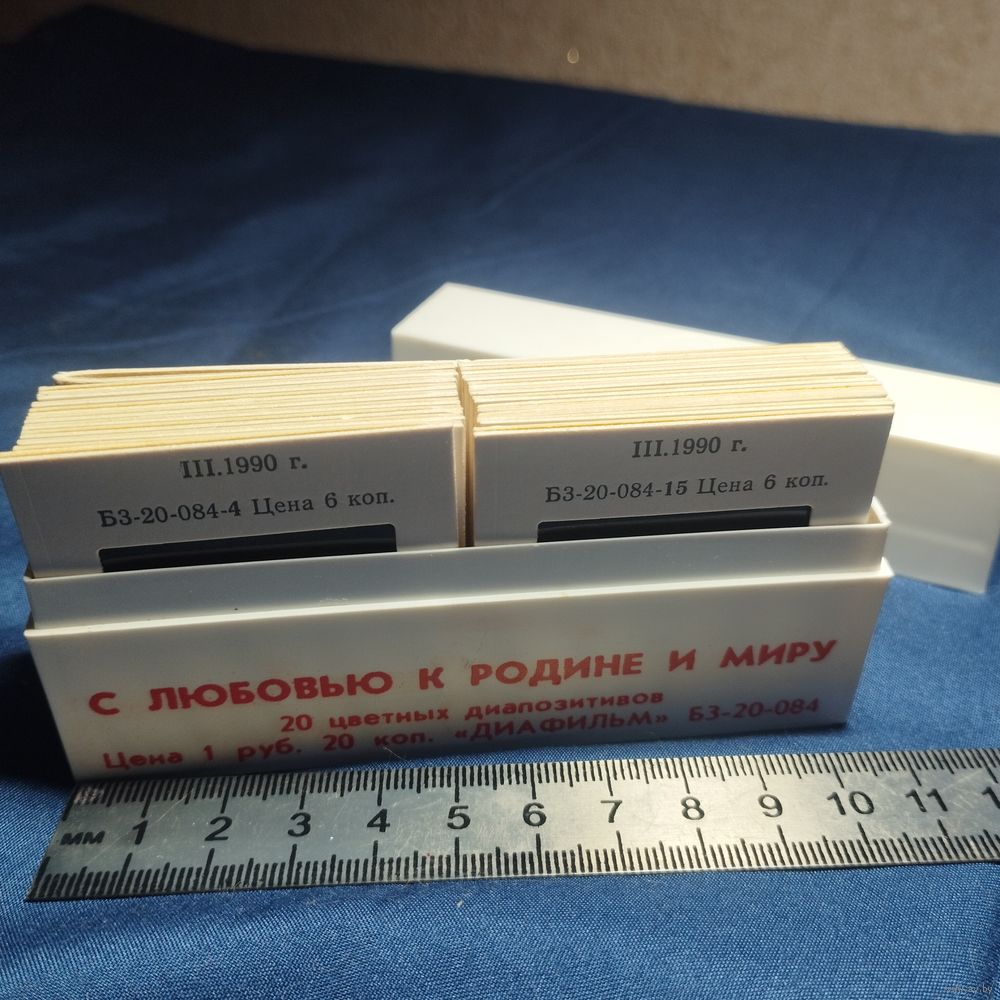 III.1990 г.
БЗ-20-084-4 Цена 6 коп.
III.1990 г.
БЗ-20-084-15 Цена 6 коп.
С ЛЮБОВЬЮ К РОДИНЕ И МИРУ
20 цветных диапозитивов
Цена 1 руб. 20 коп. «ДИАФИЛЬМ» БЗ-20-084
мм 1 2 3 4 5 6 7 8 9 10 11